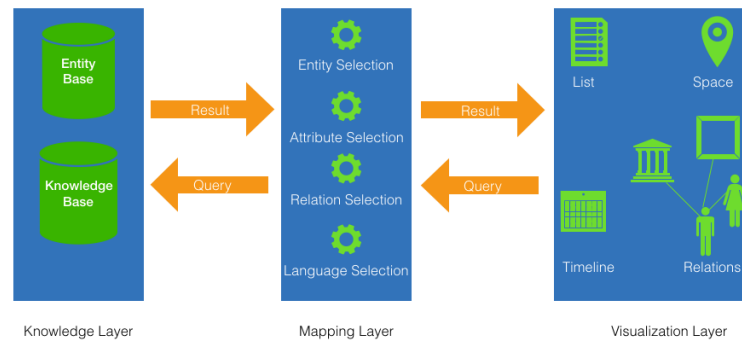 Entity
Base
Knowledge
Base
Result
Query
Entity Selection
Attribute Selection
Relation Selection
Language Selection
Result
Query
List
Space
Timeline
Relations
Knowledge Layer
Mapping Layer
Visualization Layer